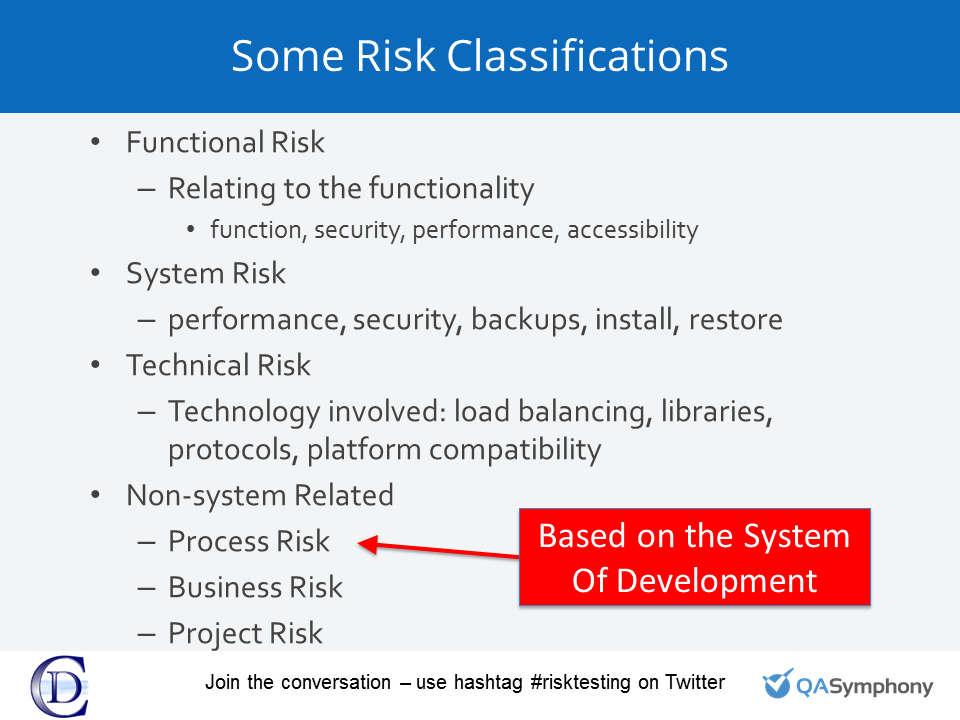 Some Risk Classifications
• Functional Risk
– Relating to the functionality
• function, security, performance, accessibility
• System Risk
– performance, security, backups, install, restore
• Technical Risk
– Technology involved: load balancing, libraries,
protocols, platform compatibility
• Non-system Related
– Process Risk
Based on the System
Of Development
– Business Risk
– Project Risk
CD
Join the conversation – use hashtag #risktesting on Twitter
QASymphony